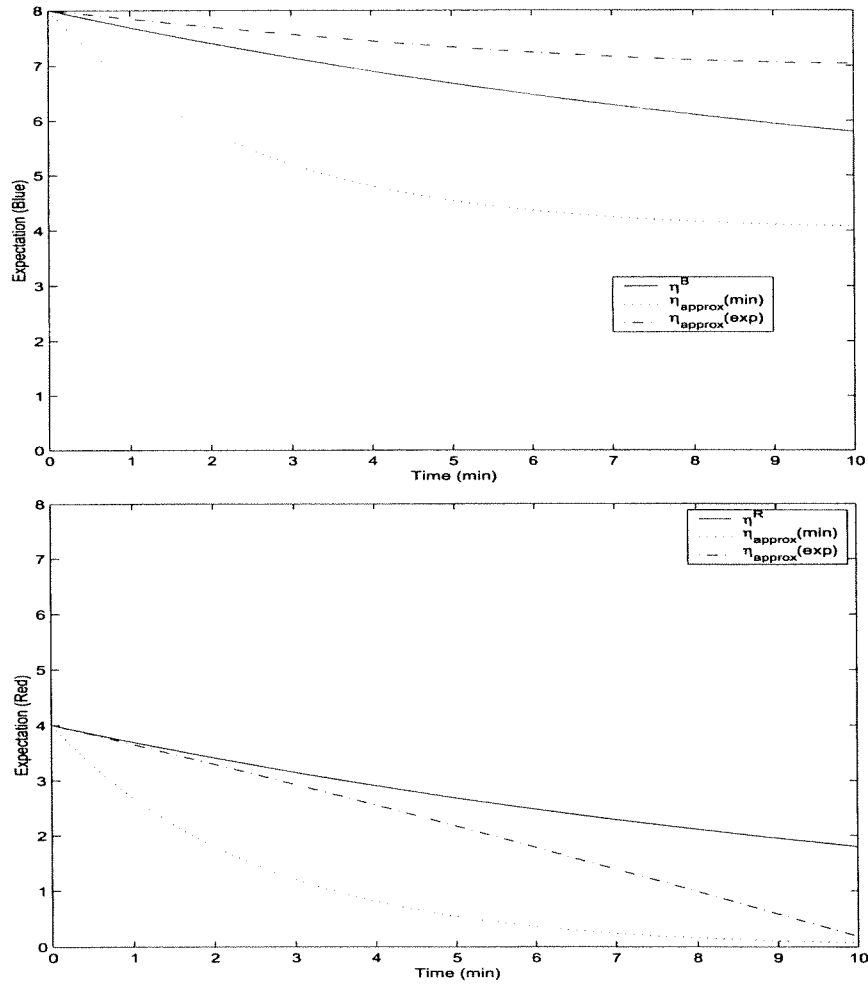 8
7
6
5
4
3
2
1
0
Expectation (Blue)
η^B
η_approx(min)
η_approx(exp)
0 1 2 3 4 5 6 7 8 9 10
Time (min)
8
7
6
5
4
3
2
1
0
Expectation (Red)
η^R
η_approx(min)
η_approx(exp)
0 1 2 3 4 5 6 7 8 9 10
Time (min)